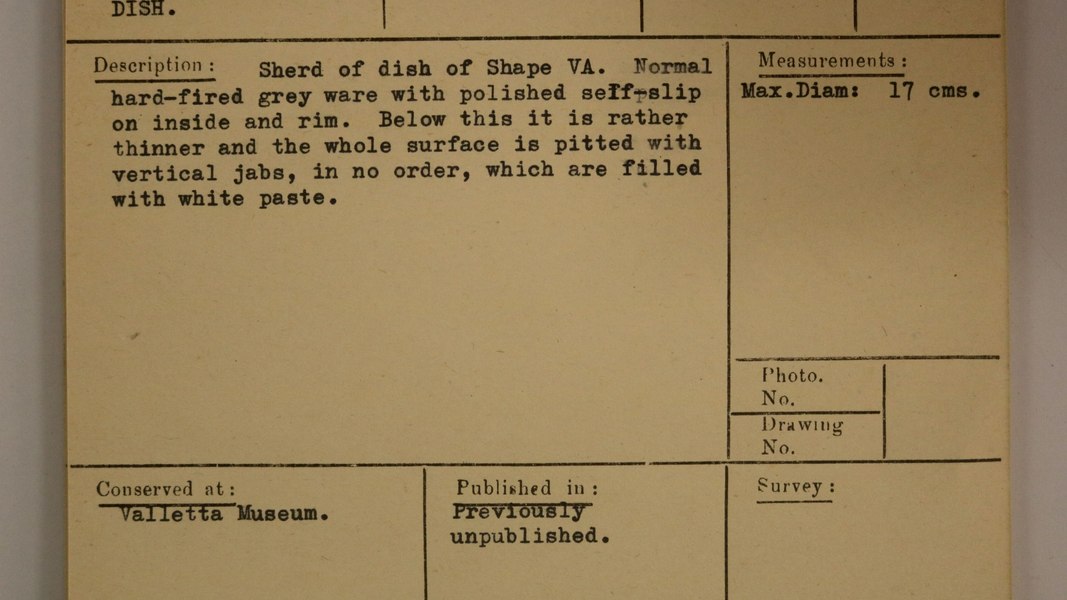 DISH.
Description :   Sherd of dish of Shape VA.  Normal
hard-fired grey ware with polished self-slip
on inside and rim.  Below this it is rather
thinner and the whole surface is pitted with
vertical jabs, in no order, which are filled
with white paste.
Measurements :
Max.Diam:  17 cms.
Photo.
No.
Drawing
No.
Conserved at :
Valletta Museum.
Published in :
Previously
unpublished.
Survey :